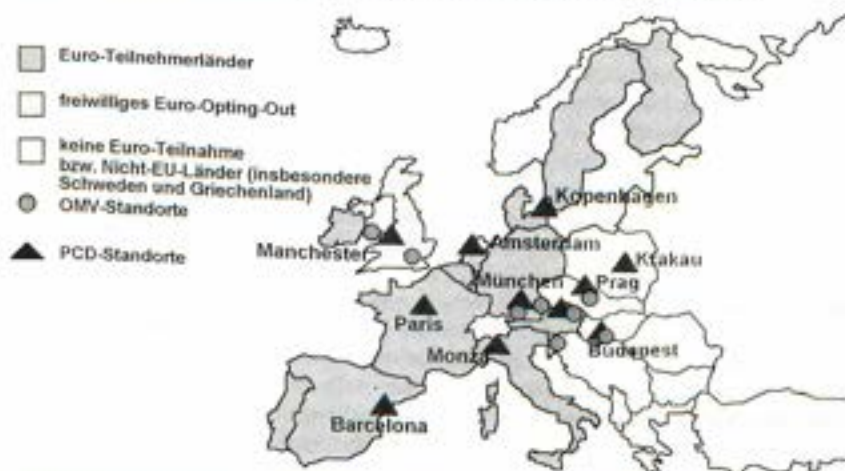 Euro-Teilnehmerländer
freiwilliges Euro-Opting-Out
keine Euro-Teilnahme
bzw. Nicht-EU-Länder (insbesondere
Schweden und Griechenland)
OMV-Standorte
PCD-Standorte
Kopenhagen
Manchester
Amsterdam
Krakau
München
Prag
Paris
Monza
Budapest
Barcelona